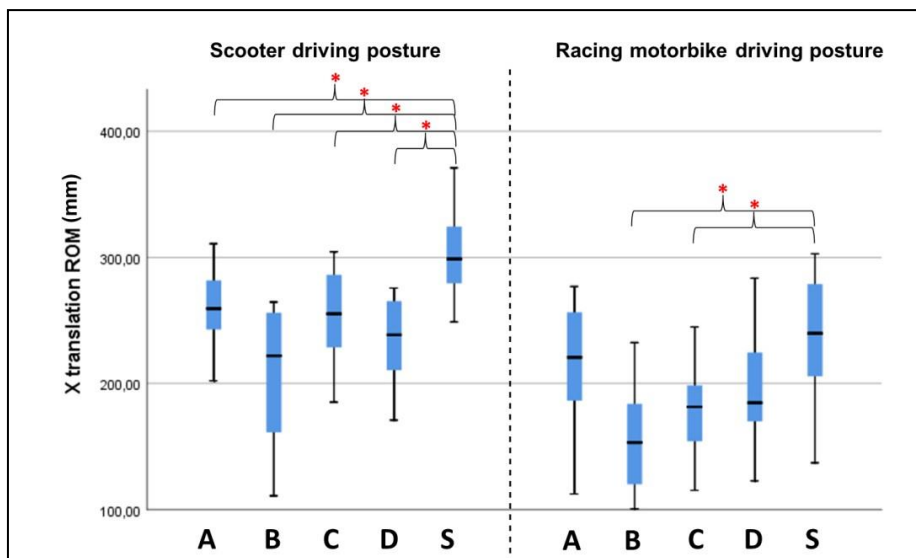 Scooter driving posture
Racing motorbike driving posture
*
*
*
*
*
*
X translation ROM (mm)
400,00
300,00
200,00
100,00
A B C D S A B C D S